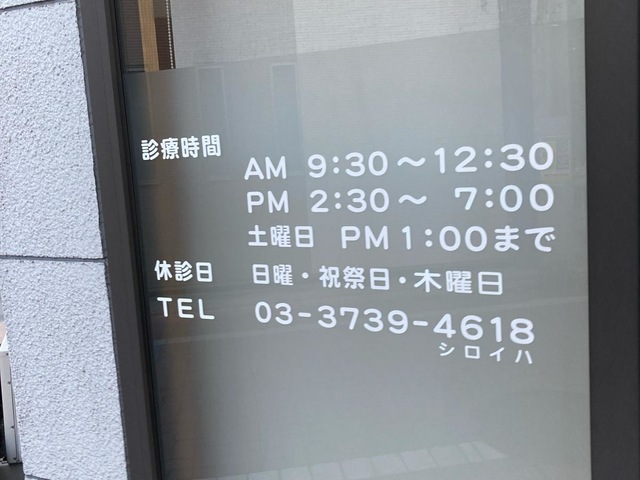 診療時間 AM 9:30～12:30
PM 2:30～ 7:00
土曜日 PM1:00まで
休診日 日曜・祝祭日・木曜日
TEL 03-3739-4618
シロイハ